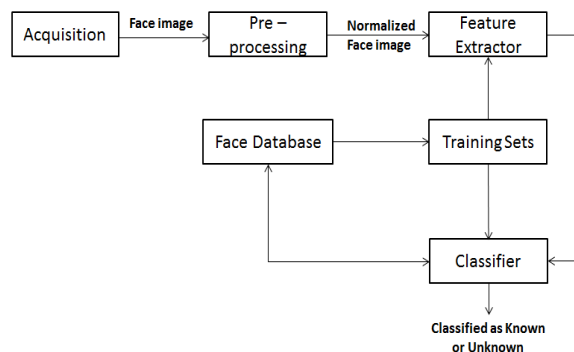 Acquisition
Face image
Pre –
processing
Normalized
Face image
Feature
Extractor
Face Database
Training Sets
Classifier
Classified as Known
or Unknown